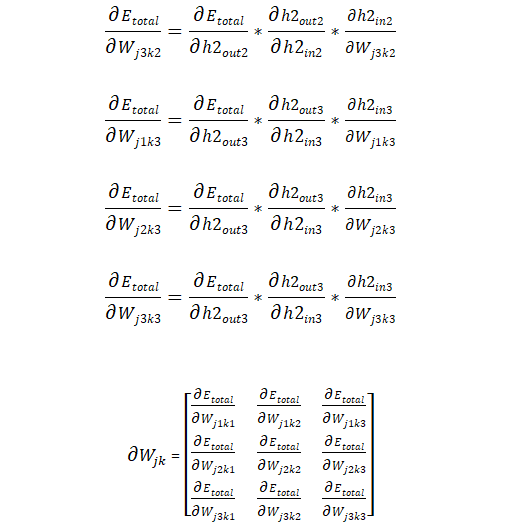 ∂E_total/∂W_j3k2 = ∂E_total/∂h2_out2 * ∂h2_out2/∂h2_in2 * ∂h2_in2/∂W_j3k2
∂E_total/∂W_j1k3 = ∂E_total/∂h2_out3 * ∂h2_out3/∂h2_in3 * ∂h2_in3/∂W_j1k3
∂E_total/∂W_j2k3 = ∂E_total/∂h2_out3 * ∂h2_out3/∂h2_in3 * ∂h2_in3/∂W_j2k3
∂E_total/∂W_j3k3 = ∂E_total/∂h2_out3 * ∂h2_out3/∂h2_in3 * ∂h2_in3/∂W_j3k3
∂W_jk = [∂E_total/∂W_j1k1 ∂E_total/∂W_j1k2 ∂E_total/∂W_j1k3
∂E_total/∂W_j2k1 ∂E_total/∂W_j2k2 ∂E_total/∂W_j2k3
∂E_total/∂W_j3k1 ∂E_total/∂W_j3k2 ∂E_total/∂W_j3k3]